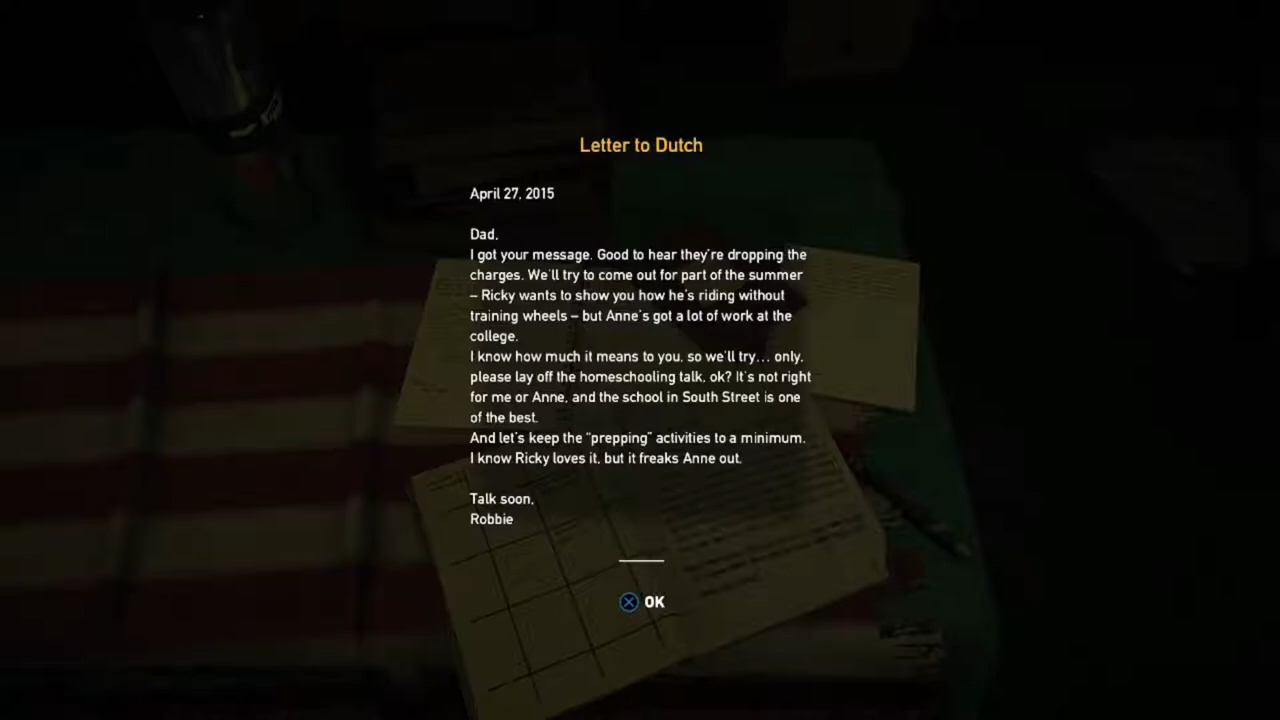 Letter to Dutch
April 27, 2015
Dad,
I got your message. Good to hear they're dropping the
charges. We'll try to come out for part of the summer
– Ricky wants to show you how he's riding without
training wheels – but Anne's got a lot of work at the
college.
I know how much it means to you, so we'll try... only,
please lay off the homeschooling talk, ok? It's not right
for me or Anne, and the school in South Street is one
of the best.
And let's keep the "prepping" activities to a minimum.
I know Ricky loves it, but it freaks Anne out.
Talk soon,
Robbie
OK